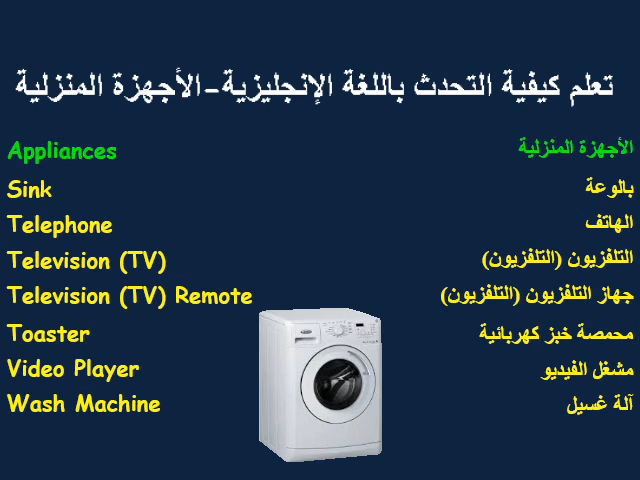 تعلم كيفية التحدث باللغة الإنجليزية-الأجهزة المنزلية
Appliances الأجهزة المنزلية
Sink بالوعة
Telephone الهاتف
Television (TV) التلفزيون (التلفزيون)
Television (TV) Remote جهاز التلفزيون (التلفزيون)
Toaster محمصة خبز كهربائية
Video Player مشغل الفيديو
Wash Machine آلة غسيل